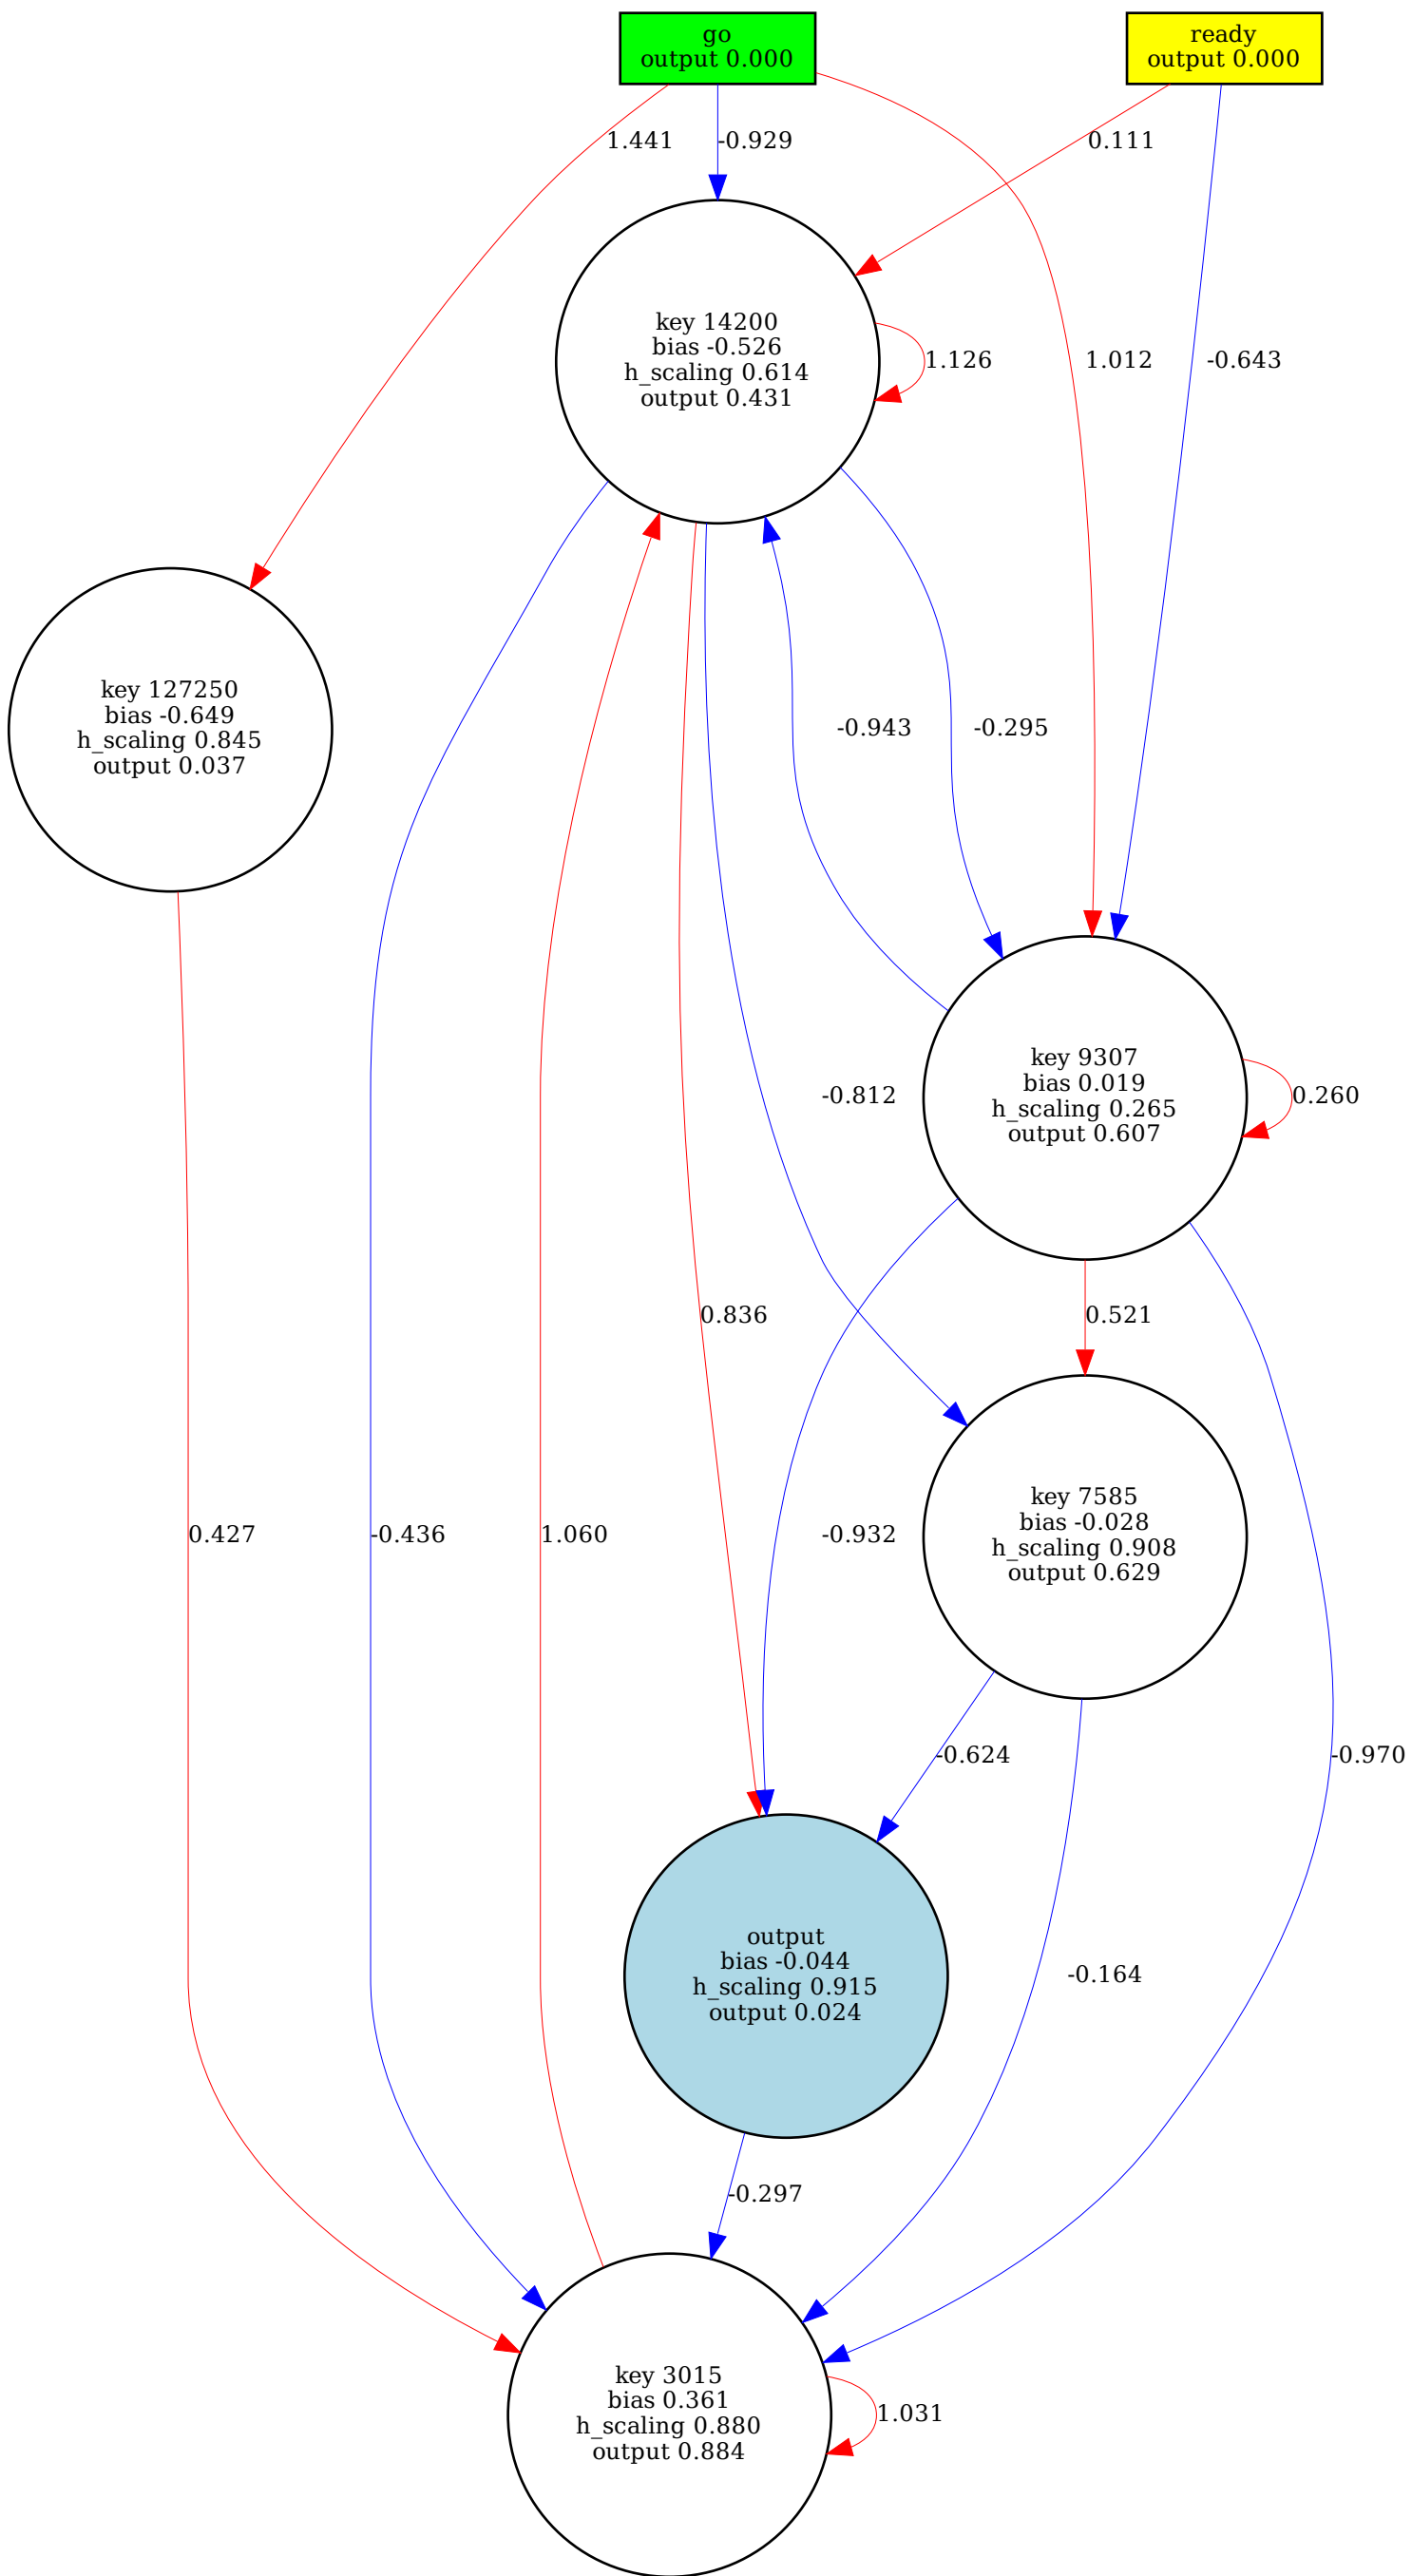 go
output 0.000
ready
output 0.000
1.441
-0.929
0.111
key 14200
bias -0.526
h_scaling 0.614
output 0.431
1.126
1.012
-0.643
key 127250
bias -0.649
h_scaling 0.845
output 0.037
-0.943
-0.295
key 9307
bias 0.019
h_scaling 0.265
output 0.607
-0.812
0.260
0.836
0.521
key 7585
bias -0.028
h_scaling 0.908
output 0.629
0.427
-0.436
1.060
-0.932
-0.624
-0.970
output
bias -0.044
h_scaling 0.915
output 0.024
-0.164
-0.297
key 3015
bias 0.361
h_scaling 0.880
output 0.884
1.031